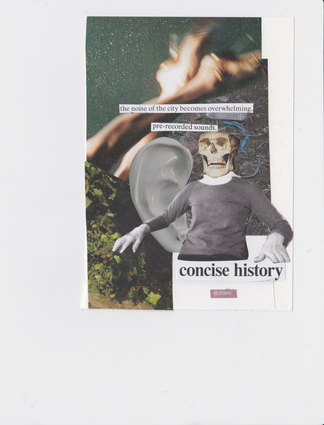 the noise of the city becomes overwhelming.
pre-recorded sounds.
concise history